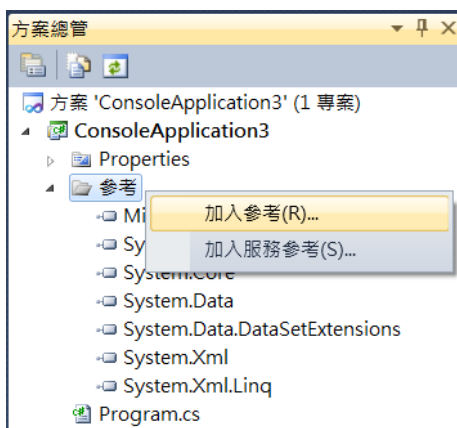 方案總管
方案 'ConsoleApplication3' (1 專案)
ConsoleApplication3
Properties
參考
加入參考(R)...
Mi
加入服務參考(S)...
Sy
System.Core
System.Data
System.Data.DataSetExtensions
System.Xml
System.Xml.Linq
Program.cs